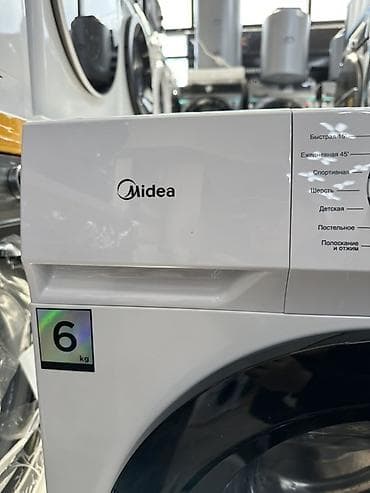 Midea
Быстрая 15'
Ежедневная 45'
Спортивная
Шерсть
Детская
Постельное
Полоскание
и отжим
6
kg